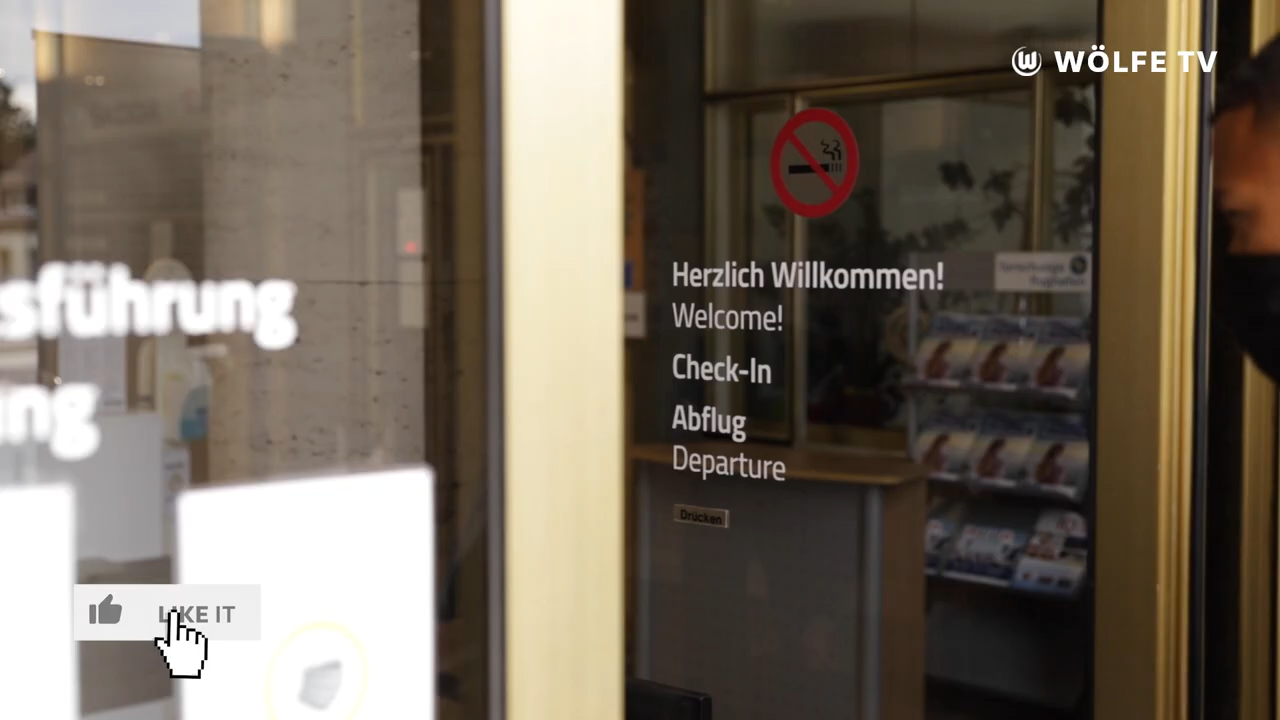 WÖLFE TV
sführung
ng
Herzlich Willkommen!
Welcome!
Check-In
Abflug
Departure
Drücken
LIKE IT